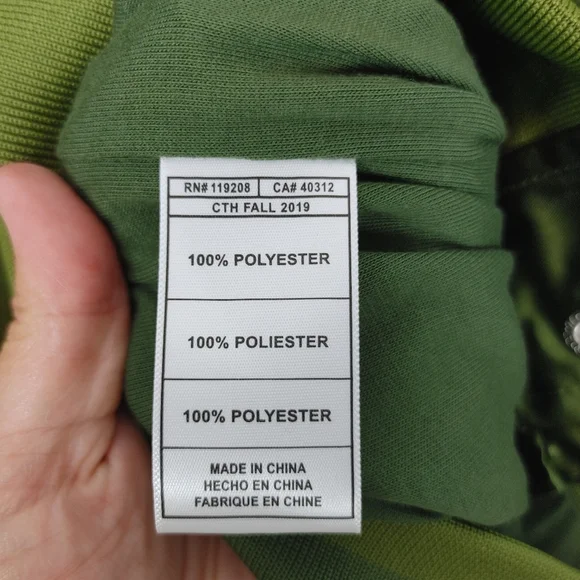 RN# 119208 CA# 40312
CTH FALL 2019
100% POLYESTER
100% POLIESTER
100% POLYESTER
MADE IN CHINA
HECHO EN CHINA
FABRIQUE EN CHINE